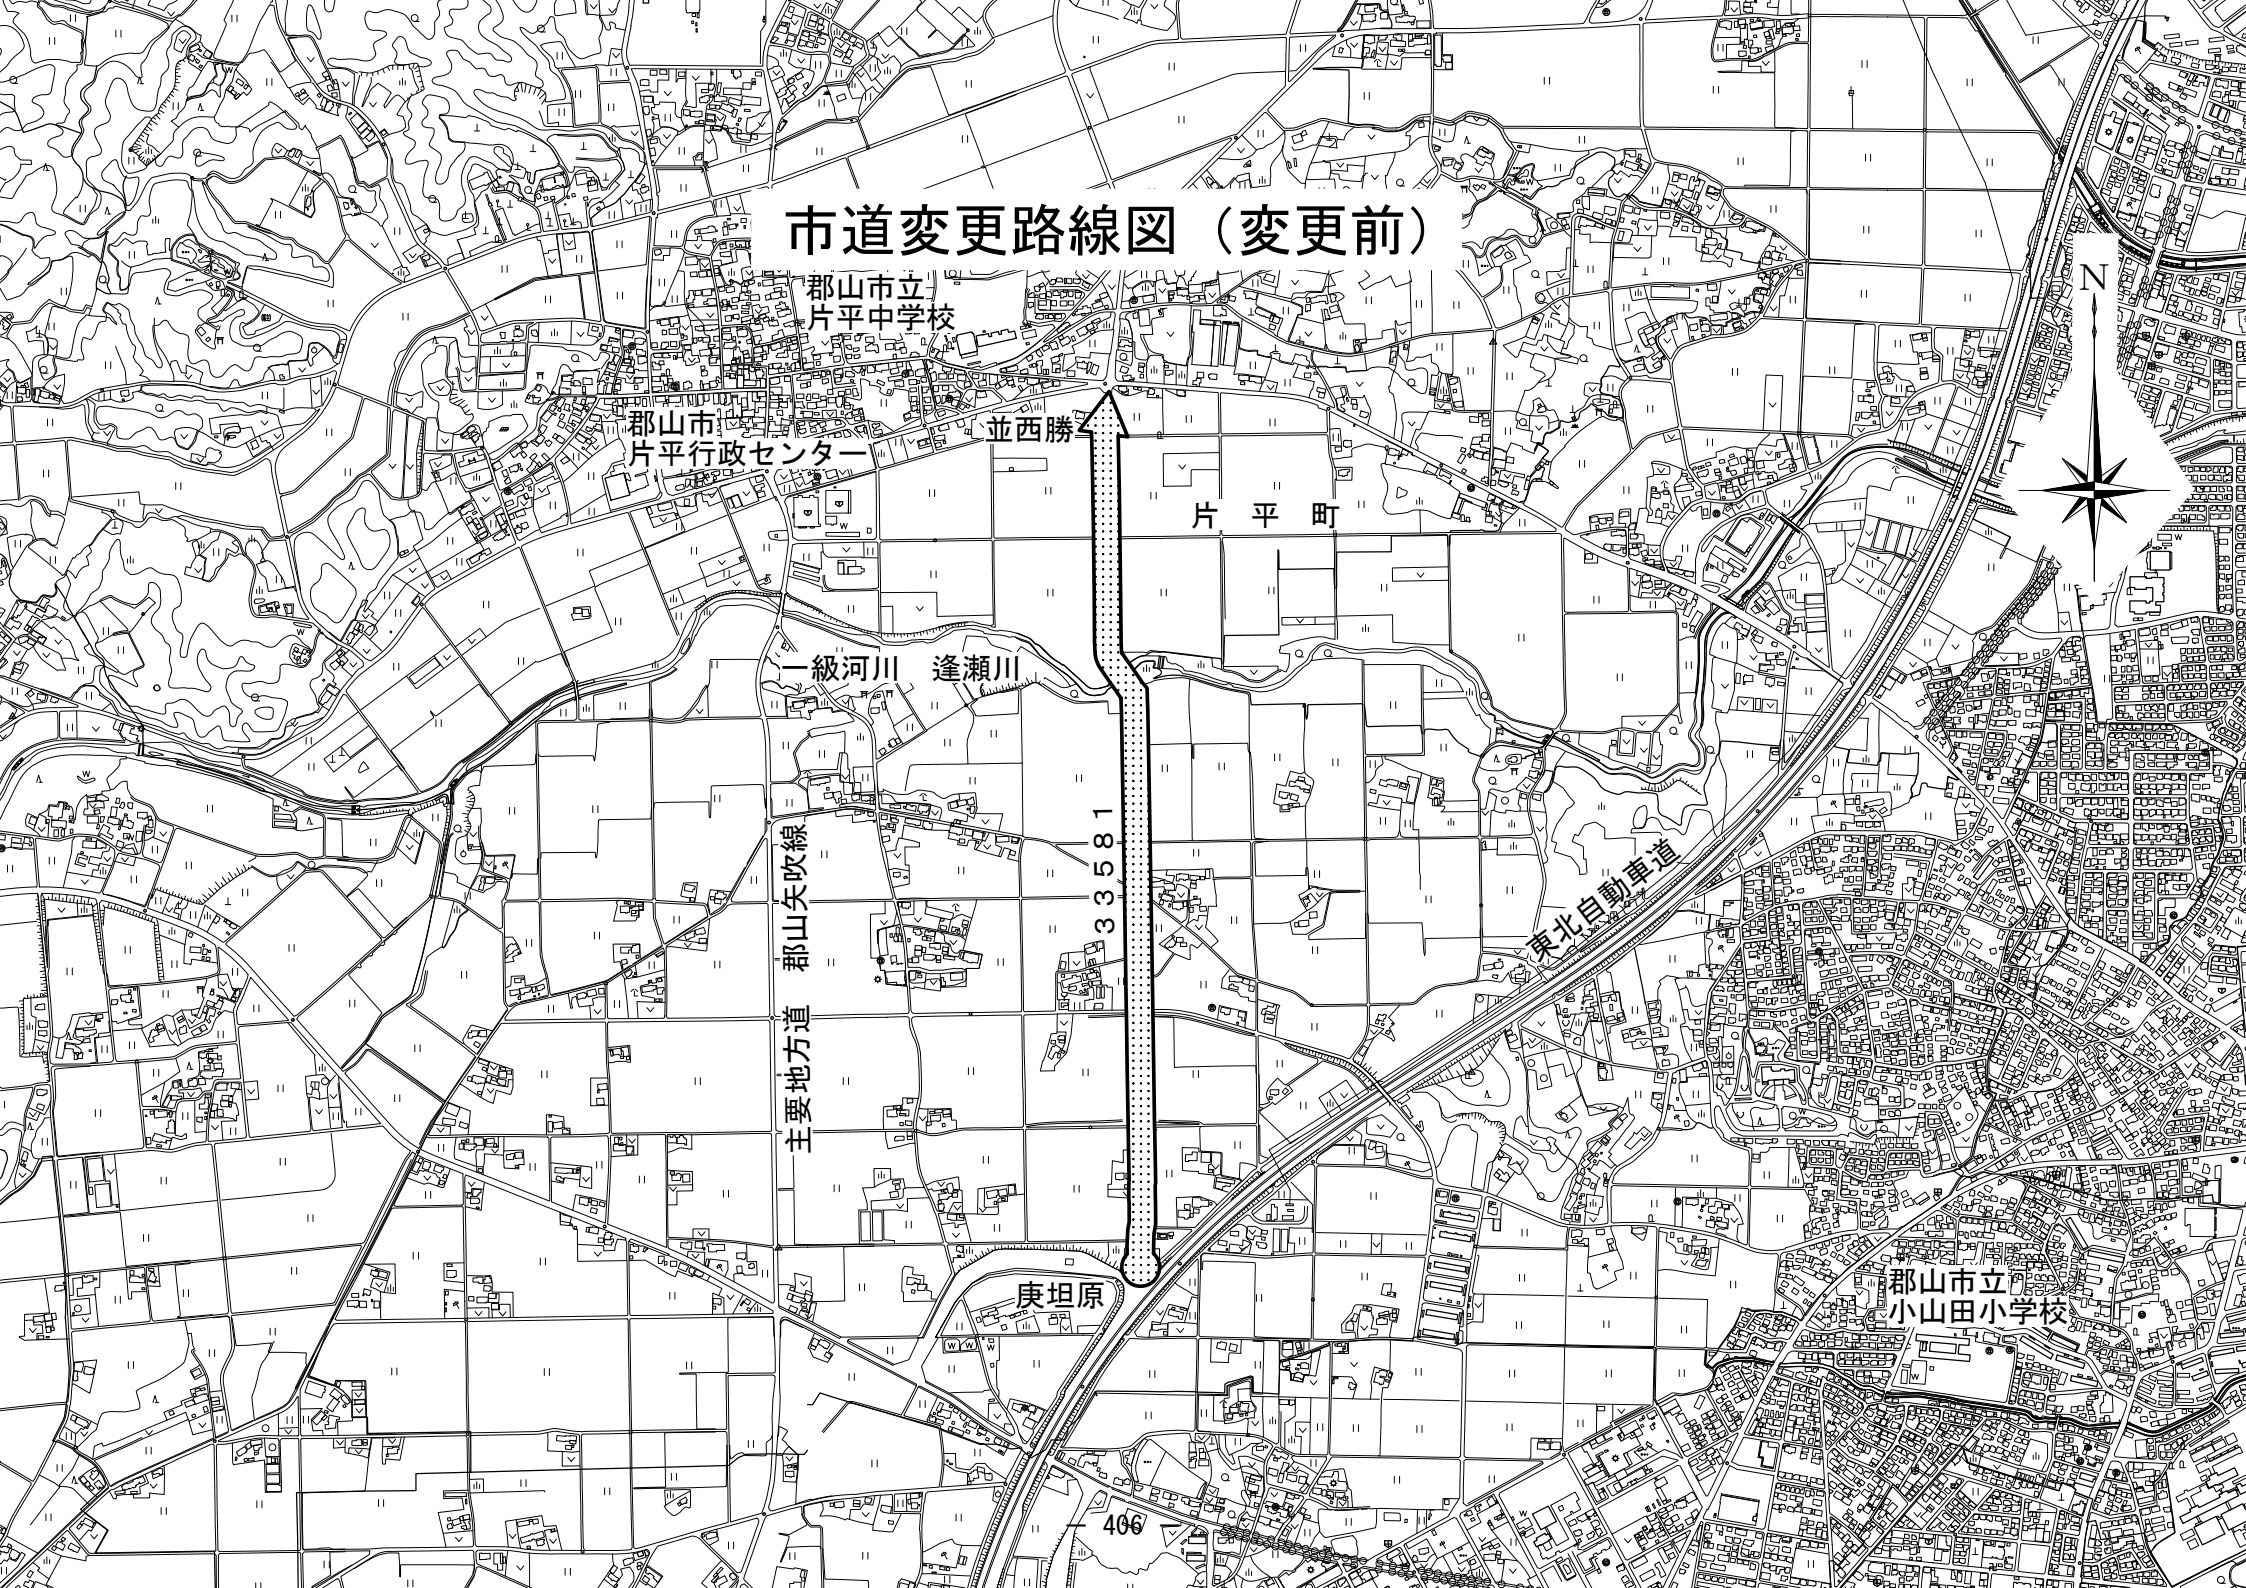 市道変更路線図（変更前）
N
郡山市立
片平中学校
郡山市
片平行政センター
並西勝
片　平　町
一級河川　逢瀬川
333581
主要地方道　郡山矢吹線
東北自動車道
庚坦原
郡山市立
小山田小学校
－ 406 －